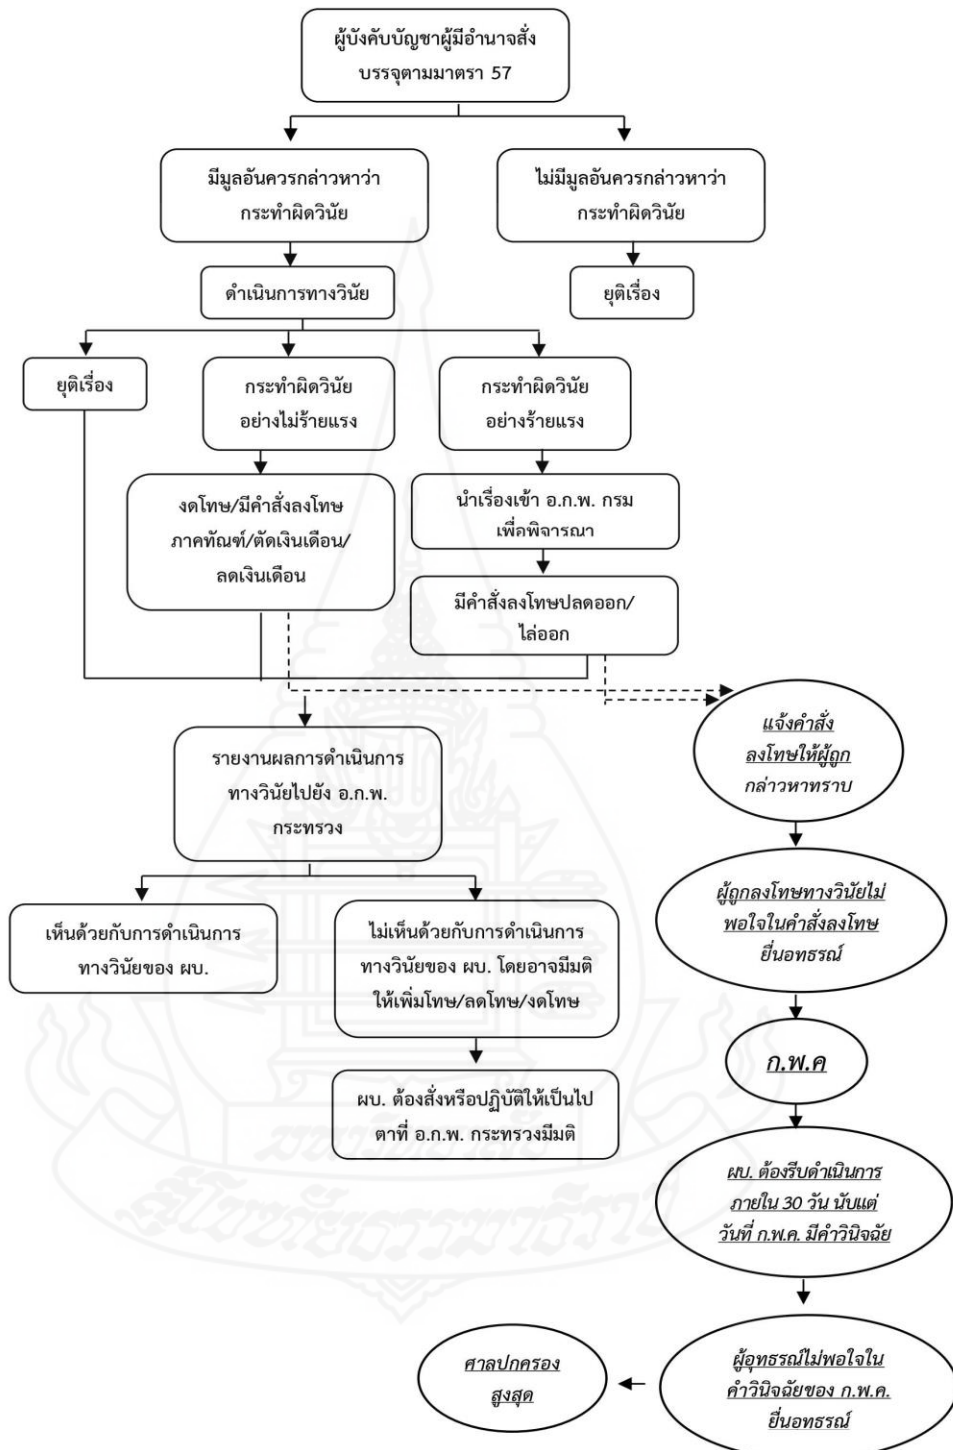 ผู้บังคับบัญชาผู้มีอำนาจสั่ง
บรรจุตามมาตรา 57
มีมูลอันควรกล่าวหาว่า
กระทำผิดวินัย
ไม่มีมูลอันควรกล่าวหาว่า
กระทำผิดวินัย
ดำเนินการทางวินัย
ยุติเรื่อง
ยุติเรื่อง
กระทำผิดวินัย
อย่างไม่ร้ายแรง
กระทำผิดวินัย
อย่างร้ายแรง
งดโทษ/มีคำสั่งลงโทษ
ภาคทัณฑ์/ตัดเงินเดือน/
ลดเงินเดือน
นำเรื่องเข้า อ.ก.พ. กรม
เพื่อพิจารณา
มีคำสั่งลงโทษปลดออก/
ไล่ออก
แจ้งคำสั่ง
ลงโทษให้ผู้ถูก
กล่าวหาทราบ
รายงานผลการดำเนินการ
ทางวินัยไปยัง อ.ก.พ.
กระทรวง
ผู้ถูกลงโทษทางวินัยไม่
พอใจในคำสั่งลงโทษ
ยื่นอทธรณ์
เห็นด้วยกับการดำเนินการ
ทางวินัยของ ผบ.
ไม่เห็นด้วยกับการดำเนินการ
ทางวินัยของ ผบ. โดยอาจมีมติ
ให้เพิ่มโทษ/ลดโทษ/งดโทษ
ก.พ.ค
ผบ. ต้องสั่งหรือปฏิบัติให้เป็นไป
ตาที่ อ.ก.พ. กระทรวงมีมติ
ผบ. ต้องรีบดำเนินการ
ภายใน 30 วัน นับแต่
วันที่ ก.พ.ค. มีคำวินิจฉัย
มหาวิทยาลัย
สุโขทัยธรรมาธิราช
ผู้อุทธรณ์ไม่พอใจใน
คำวินิจฉัยของ ก.พ.ค.
ยื่นอทธรณ์
ศาลปกครอง
สูงสุด